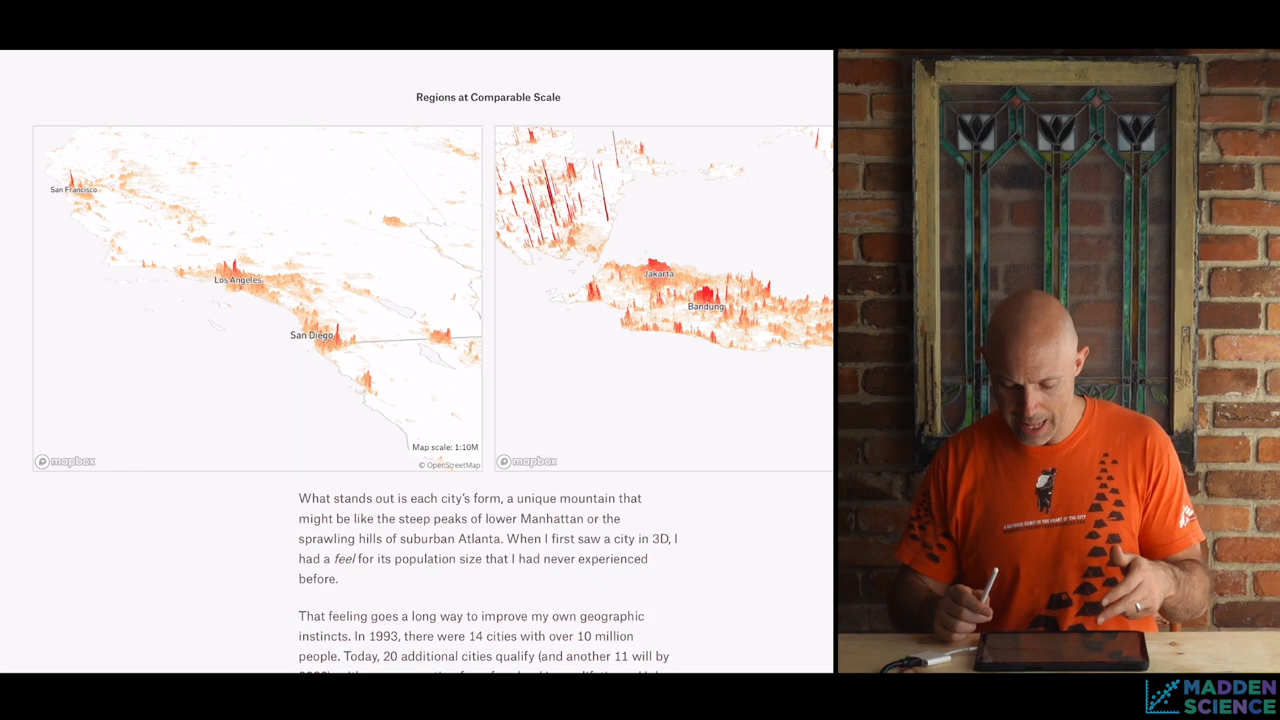 Regions at Comparable Scale
San Francisco
Los Angeles
San Diego
Map scale: 1:10M
mapbox
© OpenStreetMap
Jakarta
Bandung
mapbox
What stands out is each city's form, a unique mountain that
might be like the steep peaks of lower Manhattan or the
sprawling hills of suburban Atlanta. When I first saw a city in 3D, I
had a feel for its population size that I had never experienced
before.
That feeling goes a long way to improve my own geographic
instincts. In 1993, there were 14 cities with over 10 million
people. Today, 20 additional cities qualify (and another 11 will by
MADDEN
SCIENCE